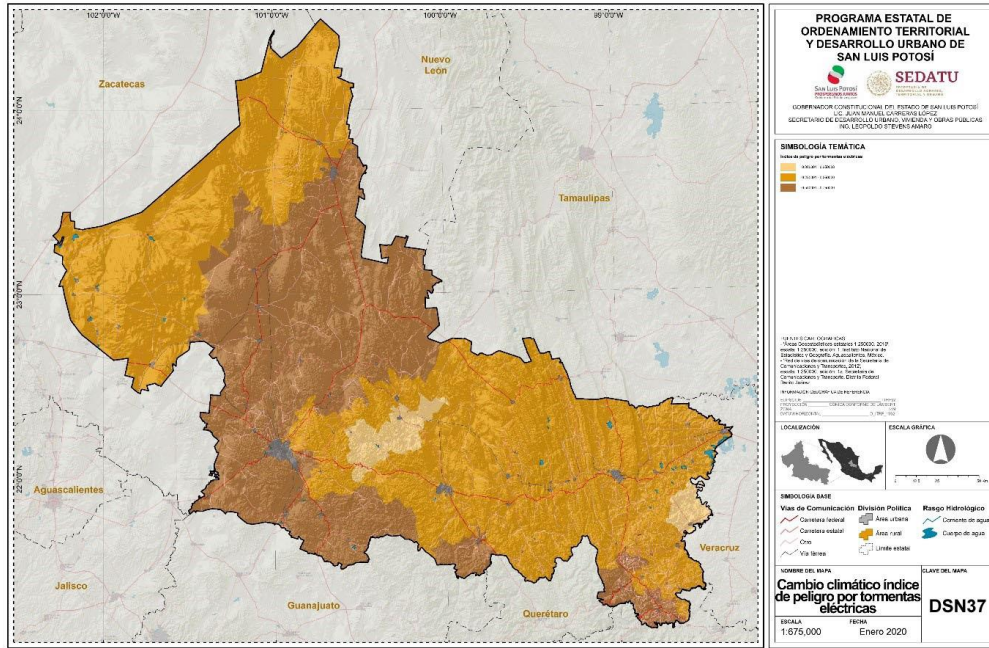 102°0'0"W
101°0'0"W
100°0'0"W
99°0'0"W
24°0'0"N
23°0'0"N
22°0'0"N
Zacatecas
Nuevo
León
Tamaulipas
Aguascalientes
Jalisco
Guanajuato
Querétaro
Veracruz
PROGRAMA ESTATAL DE
ORDENAMIENTO TERRITORIAL
Y DESARROLLO URBANO DE
SAN LUIS POTOSÍ
SAN LUIS POTOSÍ
SEDATU
GOBERNADOR CONSTITUCIONAL DEL ESTADO DE SAN LUIS POTOSÍ
LIC. JUAN MANUEL CARRERAS LÓPEZ
SECRETARIO DE DESARROLLO URBANO, VIVIENDA Y OBRAS PÚBLICAS
ING. LEOPOLDO STEVENS AMARO
SIMBOLOGÍA TEMÁTICA
Índice de peligro por tormentas eléctricas
LOCALIZACIÓN
ESCALA GRÁFICA
SIMBOLOGÍA BASE
Vías de Comunicación
Carretera federal
Carretera estatal
Otro
Vía férrea
División Política
Área urbana
Área rural
Límite estatal
Rasgo Hidrológico
Corriente de agua
Cuerpo de agua
NOMBRE DEL MAPA
Cambio climático índice
de peligro por tormentas
eléctricas
CLAVE DEL MAPA
DSN37
ESCALA
1:675,000
FECHA
Enero 2020